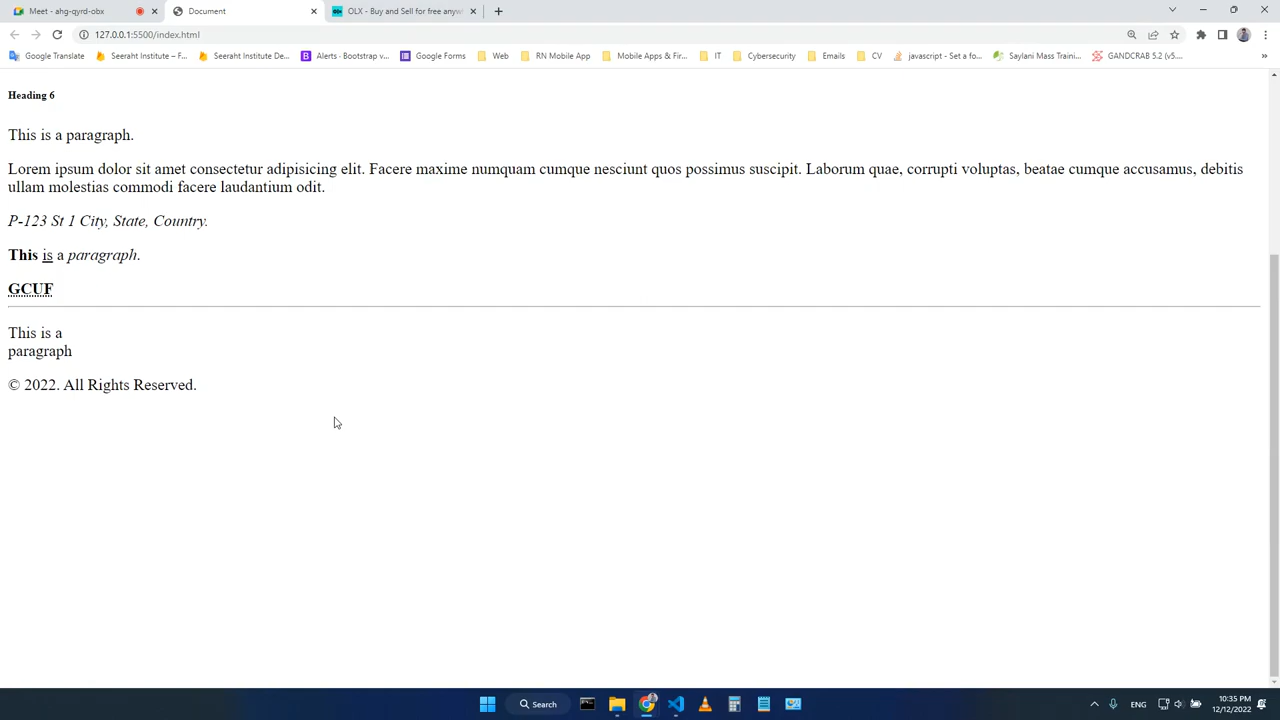 Meet - ahg-qyrd-obx
Document
OLX - Buy and Sell for free anyw
127.0.0.1:5500/index.html
Google Translate
Seeraht Institute – F...
Seeraht Institute De...
Alerts · Bootstrap v...
Google Forms
Web
RN Mobile App
Mobile Apps & Fir...
IT
Cybersecurity
Emails
CV
javascript - Set a fo...
Saylani Mass Traini...
GANDCRAB 5.2 (v5....
»
Heading 6
This is a paragraph.
Lorem ipsum dolor sit amet consectetur adipisicing elit. Facere maxime numquam cumque nesciunt quos possimus suscipit. Laborum quae, corrupti voluptas, beatae cumque accusamus, debitis
ullam molestias commodi facere laudantium odit.
P-123 St 1 City, State, Country.
This is a paragraph.
GCUF
This is a
paragraph
© 2022. All Rights Reserved.
Search
ENG
10:35 PM
12/12/2022